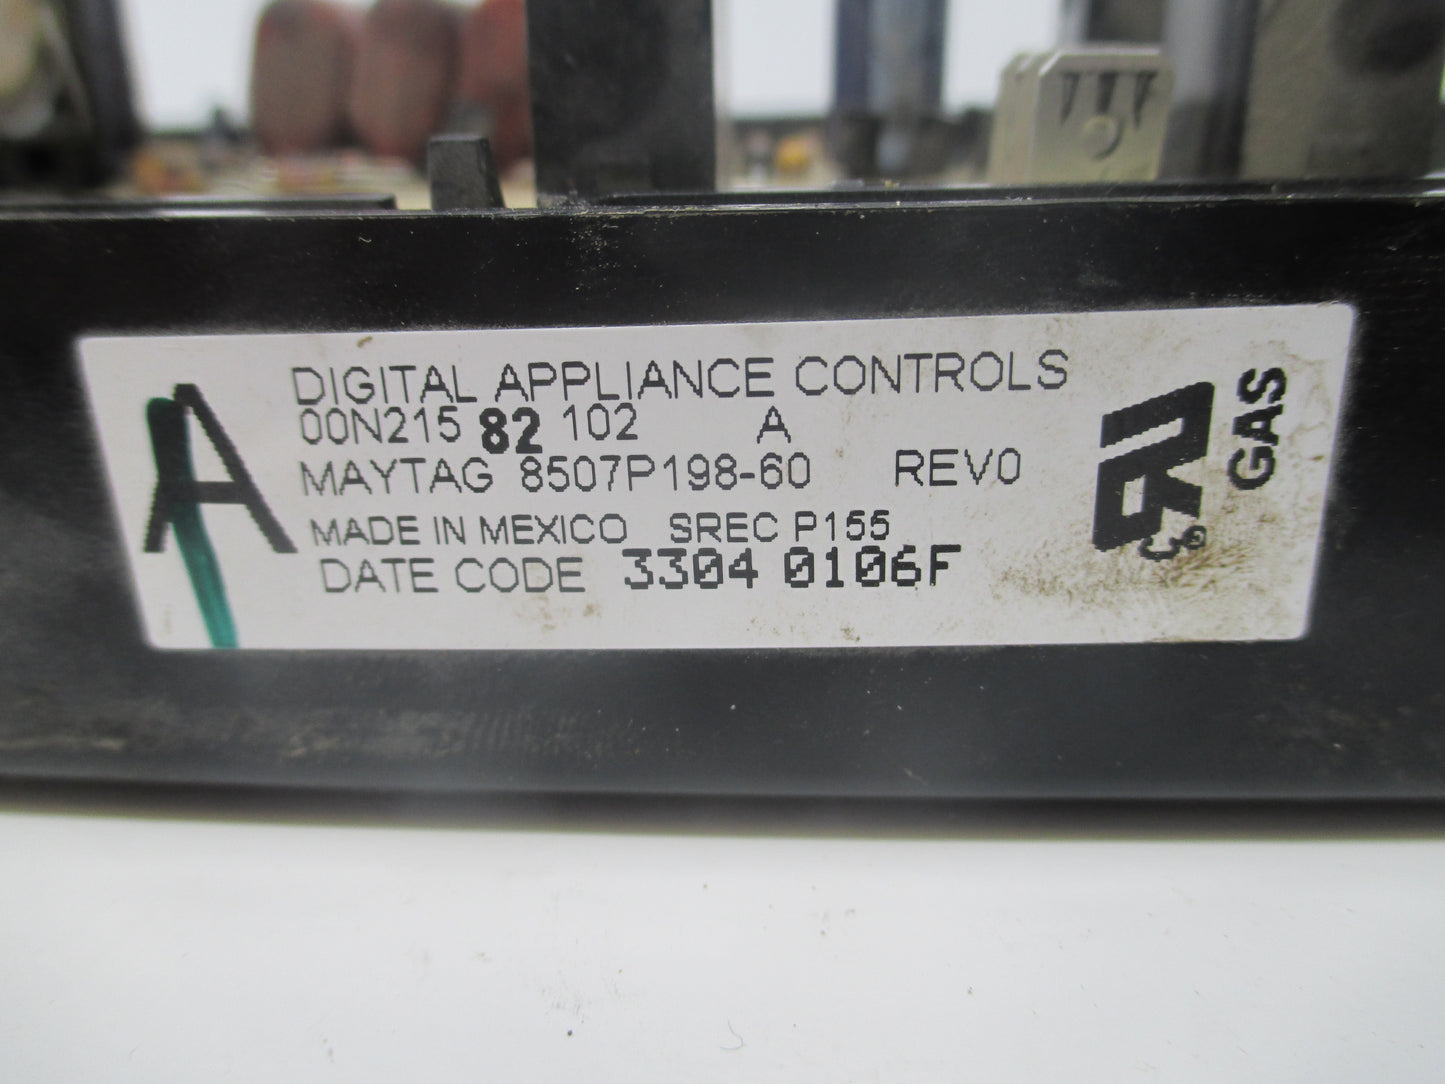 A
DIGITAL APPLIANCE CONTROLS
00N215 82 102 A
MAYTAG 8507P198-60 REV0
MADE IN MEXICO SREC P155
DATE CODE 3304 0106F
GAS